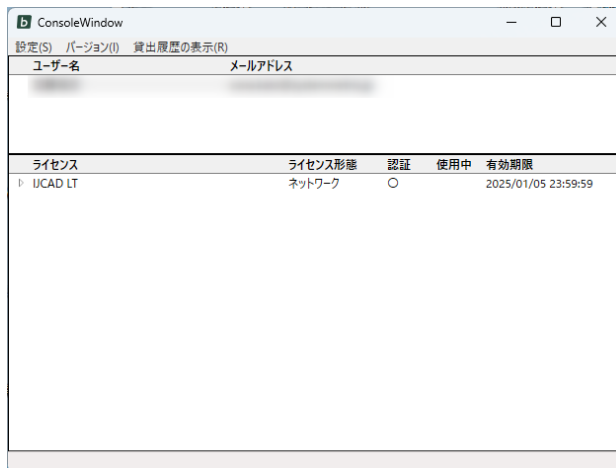 ConsoleWindow
設定(S) バージョン(I) 貸出履歴の表示(R)
ユーザー名 メールアドレス
ライセンス ライセンス形態 認証 使用中 有効期限
IJCAD LT ネットワーク ○ 2025/01/05 23:59:59